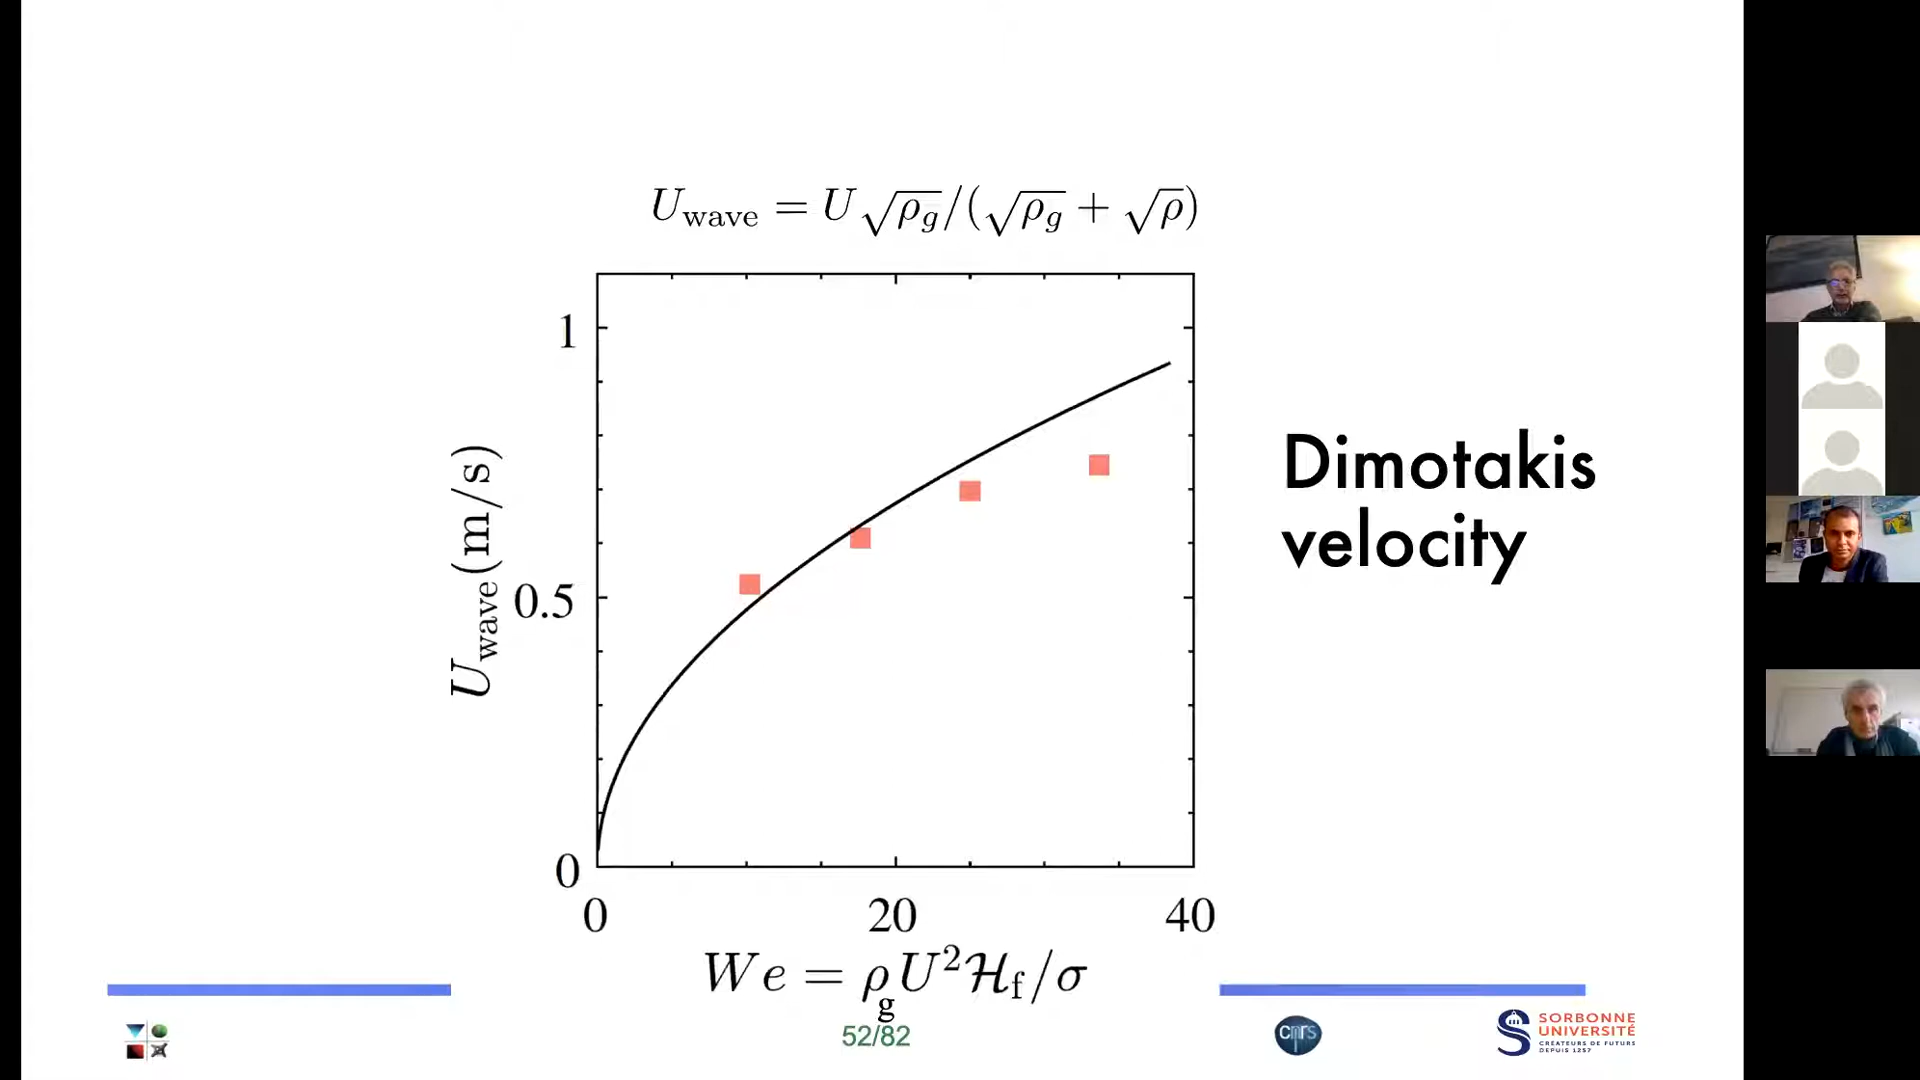 U_wave = U√ρ_g/(√ρ_g + √ρ)
1
0.5
0
U_wave(m/s)
0 20 40
We = ρ_g U²ℋ_f/σ
Dimotakis
velocity
52/82
cnrs
SORBONNE
UNIVERSITÉ
CRÉATEURS DE FUTURS
DEPUIS 1257